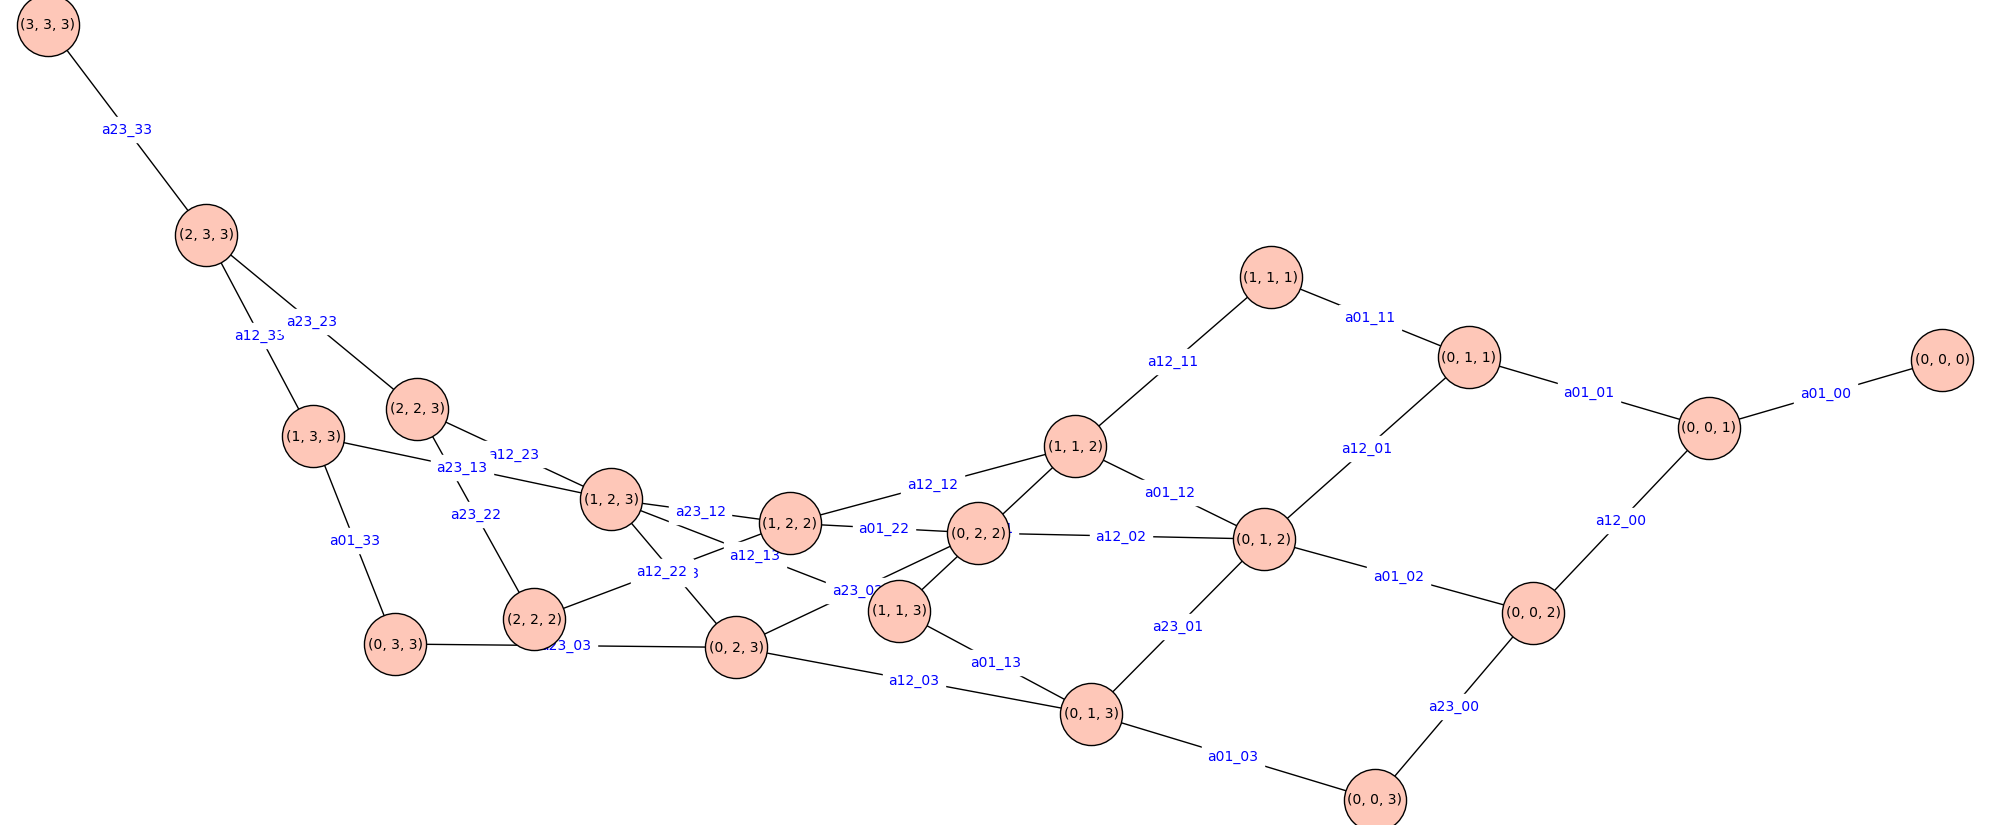 (3, 3, 3)
a23_33
(2, 3, 3)
(1, 1, 1)
a01_11
a23_23
a12_33
(0, 1, 1)
(0, 0, 0)
a12_11
a01_01
a01_00
(2, 2, 3)
(0, 0, 1)
(1, 3, 3)
(1, 1, 2)
a12_01
a12_23
a23_13
a12_12
a01_12
(1, 2, 3)
a23_12
a23_22
(1, 2, 2)
a12_00
a01_22
(0, 2, 2)
a12_02
(0, 1, 2)
a01_33
a12_13
a12_22
a01_02
a23_02
(1, 1, 3)
(0, 0, 2)
(2, 2, 2)
a23_01
(0, 3, 3)
a23_03
(0, 2, 3)
a01_13
a12_03
a23_00
(0, 1, 3)
a01_03
(0, 0, 3)